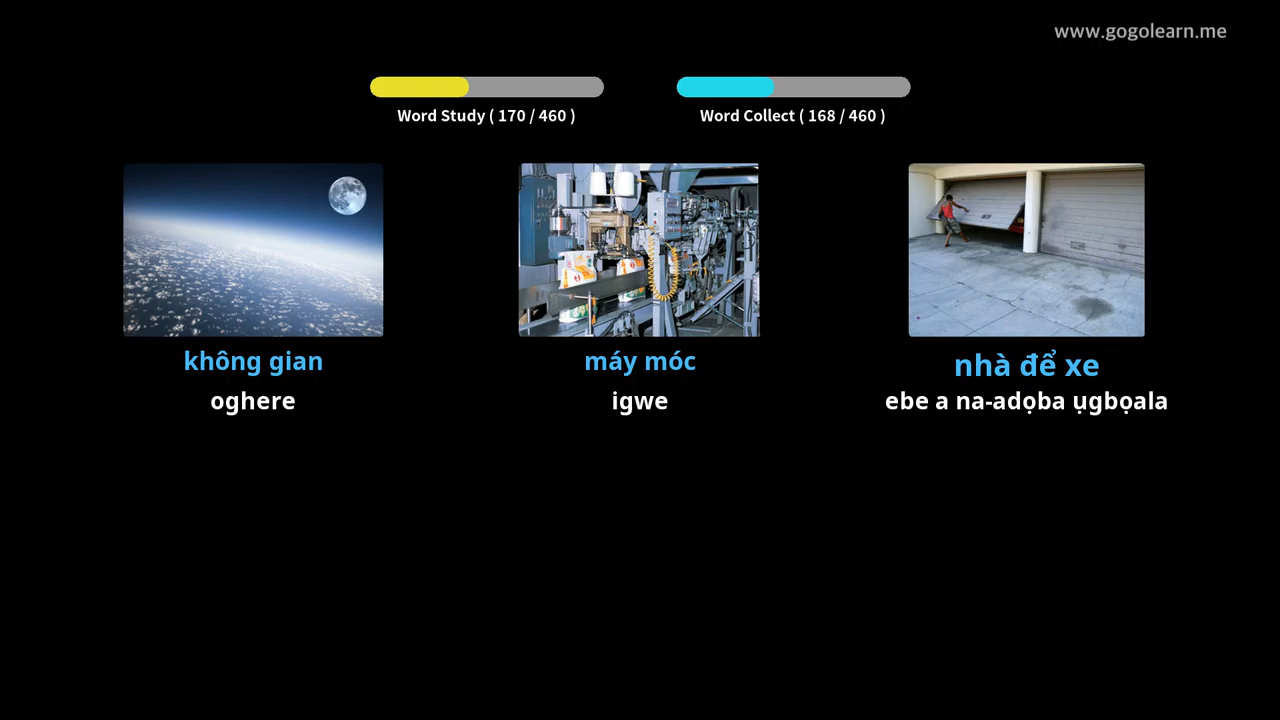 www.gogolearn.me
Word Study ( 170 / 460 )
Word Collect ( 168 / 460 )
không gian
oghere
máy móc
igwe
nhà để xe
ebe a na-adọba ụgbọala